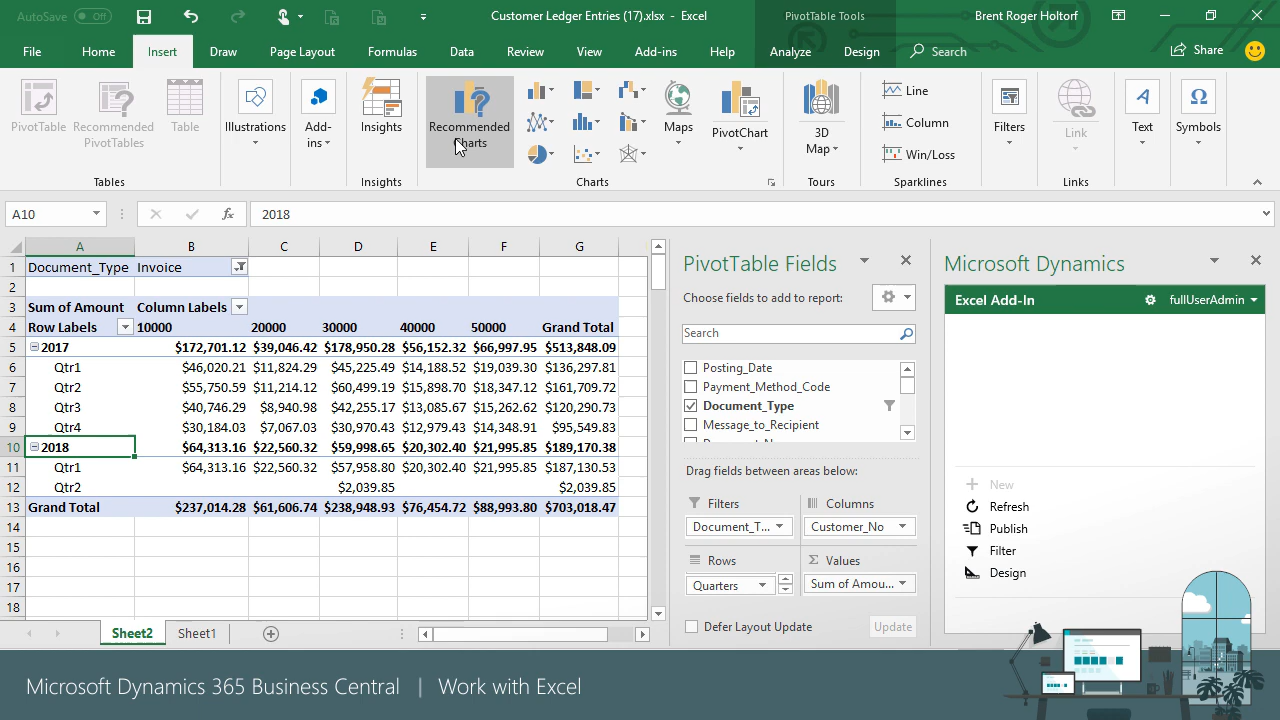 AutoSave Off
Customer Ledger Entries (17).xlsx - Excel
PivotTable Tools
Brent Roger Holtorf
File Home Insert Draw Page Layout Formulas Data Review View Add-ins Help Analyze Design Search Share
PivotTable
Recommended PivotTables
Table
Illustrations
Add-ins
Insights
Recommended Charts
Maps
PivotChart
3D Map
Line
Column
Win/Loss
Filters
Link
Text
Symbols
Tables Insights Charts Tours Sparklines Links
A10 fx 2018
A B C D E F G
1 Document_Type Invoice
2
3 Sum of Amount Column Labels
4 Row Labels 10000 20000 30000 40000 50000 Grand Total
5 2017 $172,701.12 $39,046.42 $178,950.28 $56,152.32 $66,997.95 $513,848.09
6 Qtr1 $46,020.21 $11,824.29 $45,225.49 $14,188.52 $19,039.30 $136,297.81
7 Qtr2 $55,750.59 $11,214.12 $60,499.19 $15,898.70 $18,347.12 $161,709.72
8 Qtr3 $40,746.29 $8,940.98 $42,255.17 $13,085.67 $15,262.62 $120,290.73
9 Qtr4 $30,184.03 $7,067.03 $30,970.43 $12,979.43 $14,348.91 $95,549.83
10 2018 $64,313.16 $22,560.32 $59,998.65 $20,302.40 $21,995.85 $189,170.38
11 Qtr1 $64,313.16 $22,560.32 $57,958.80 $20,302.40 $21,995.85 $187,130.53
12 Qtr2 $2,039.85 $2,039.85
13 Grand Total $237,014.28 $61,606.74 $238,948.93 $76,454.72 $88,993.80 $703,018.47
14
15
16
17
18
Sheet2 Sheet1
PivotTable Fields
Choose fields to add to report:
Search
Posting_Date
Payment_Method_Code
Document_Type
Message_to_Recipient
Drag fields between areas below:
Filters
Document_T...
Columns
Customer_No
Rows
Quarters
Σ Values
Sum of Amou...
Defer Layout Update
Update
Microsoft Dynamics
Excel Add-In
fullUserAdmin
New
Refresh
Publish
Filter
Design
Microsoft Dynamics 365 Business Central | Work with Excel